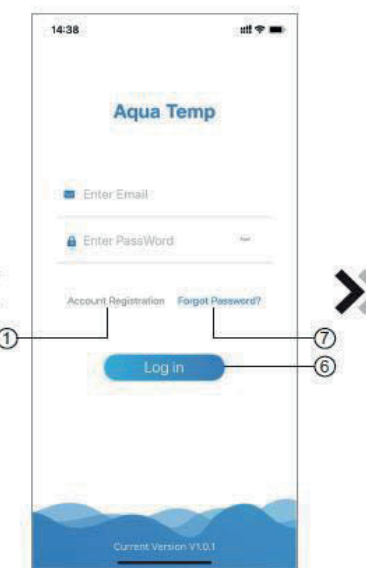 14:38
Aqua Temp
Enter Email
Enter PassWord
Account Registration Forgot Password?
① ⑦
Log in ⑥
Current Version V1.0.1